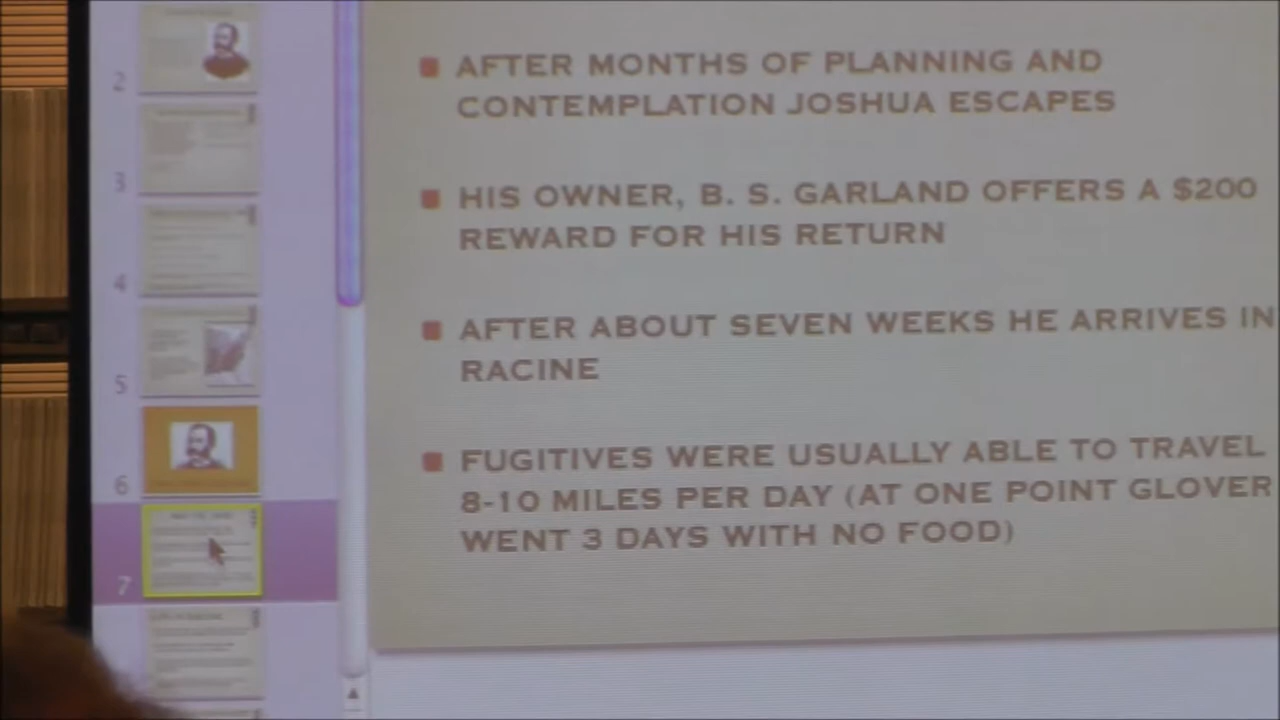 AFTER MONTHS OF PLANNING AND
CONTEMPLATION JOSHUA ESCAPES
HIS OWNER, B. S. GARLAND OFFERS A $200
REWARD FOR HIS RETURN
AFTER ABOUT SEVEN WEEKS HE ARRIVES IN
RACINE
FUGITIVES WERE USUALLY ABLE TO TRAVEL
8-10 MILES PER DAY (AT ONE POINT GLOVER
WENT 3 DAYS WITH NO FOOD)
2
3
4
5
6
7